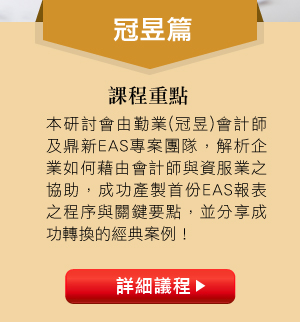 冠昱篇
課程重點
本研討會由勤業(冠昱)會計師
及鼎新EAS專案團隊，解析企
業如何藉由會計師與資服業之
協助，成功產製首份EAS報表
之程序與關鍵要點，並分享成
功轉換的經典案例！
詳細議程▶